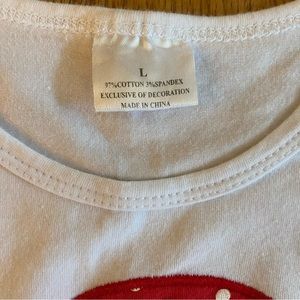 L
97%COTTON 3%SPANDEX
EXCLUSIVE OF DECORATION
MADE IN CHINA